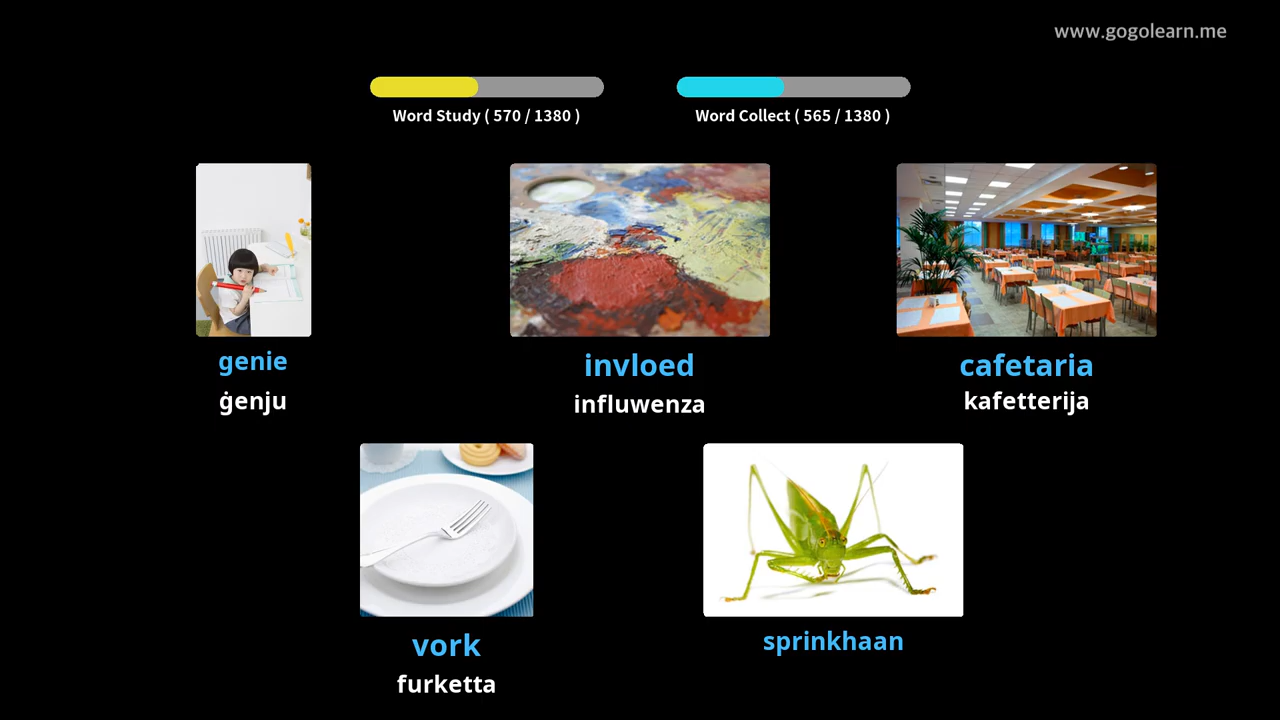 www.gogolearn.me
Word Study ( 570 / 1380 )
Word Collect ( 565 / 1380 )
genie
ġenju
invloed
influwenza
cafetaria
kafetterija
vork
furketta
sprinkhaan